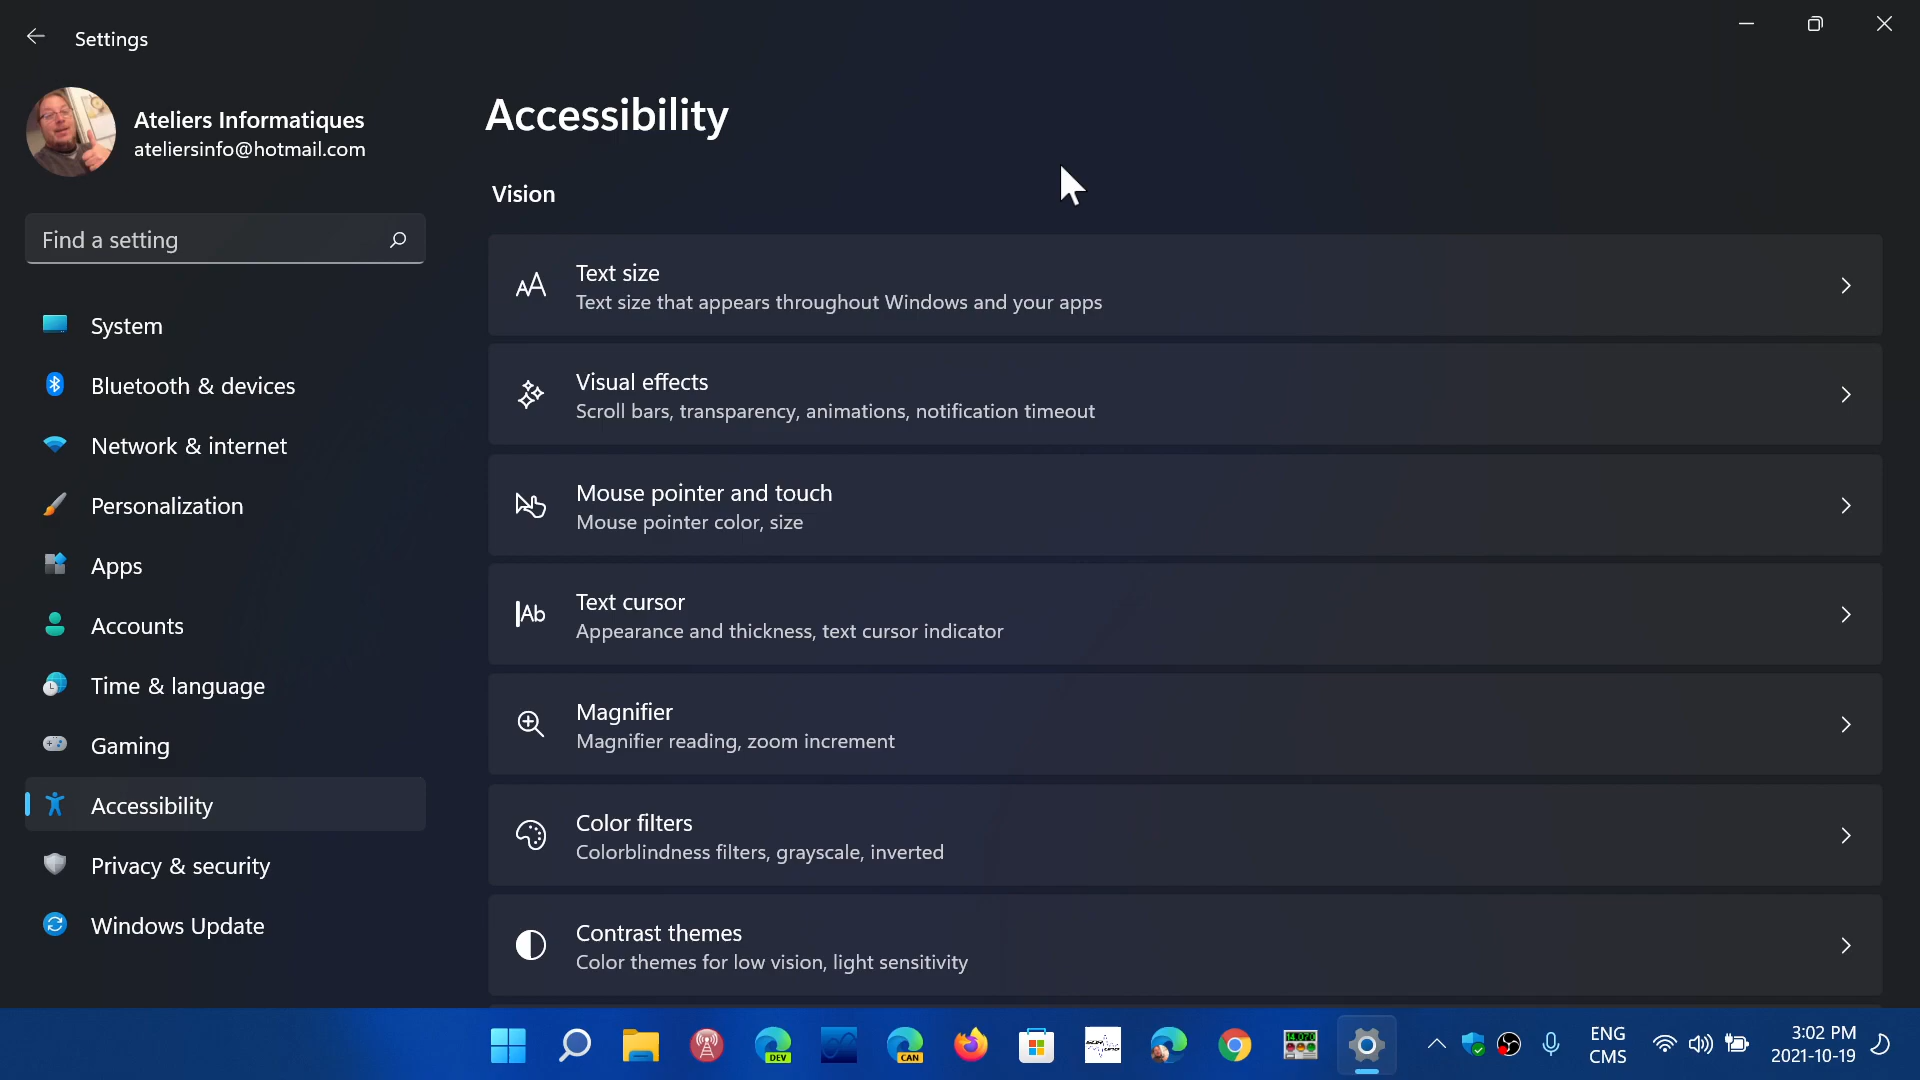 Settings
Ateliers Informatiques
ateliersinfo@hotmail.com
Find a setting
System
Bluetooth & devices
Network & internet
Personalization
Apps
Accounts
Time & language
Gaming
Accessibility
Privacy & security
Windows Update
Accessibility
Vision
Text size
Text size that appears throughout Windows and your apps
Visual effects
Scroll bars, transparency, animations, notification timeout
Mouse pointer and touch
Mouse pointer color, size
Text cursor
Appearance and thickness, text cursor indicator
Magnifier
Magnifier reading, zoom increment
Color filters
Colorblindness filters, grayscale, inverted
Contrast themes
Color themes for low vision, light sensitivity
DEV
CAN
ENG
CMS
3:02 PM
2021-10-19